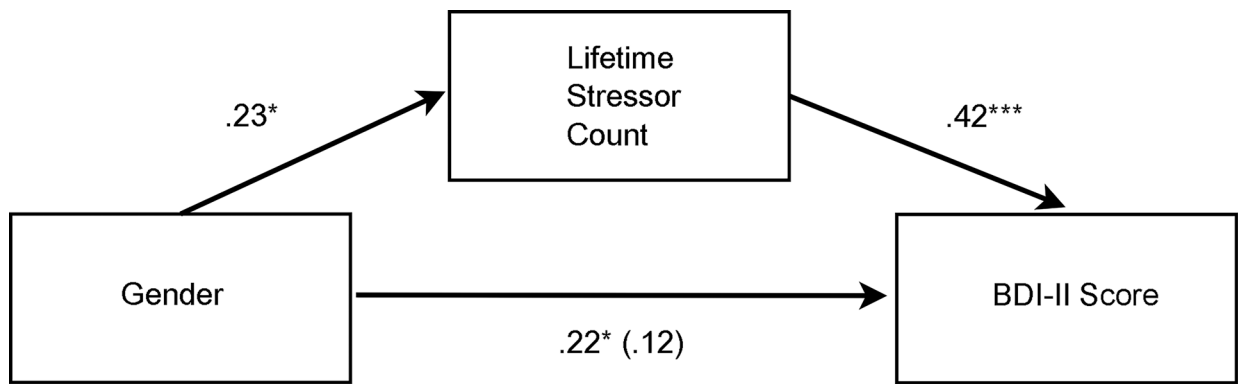 Lifetime
Stressor
Count
.23*
.42***
Gender
BDI-II Score
.22* (.12)